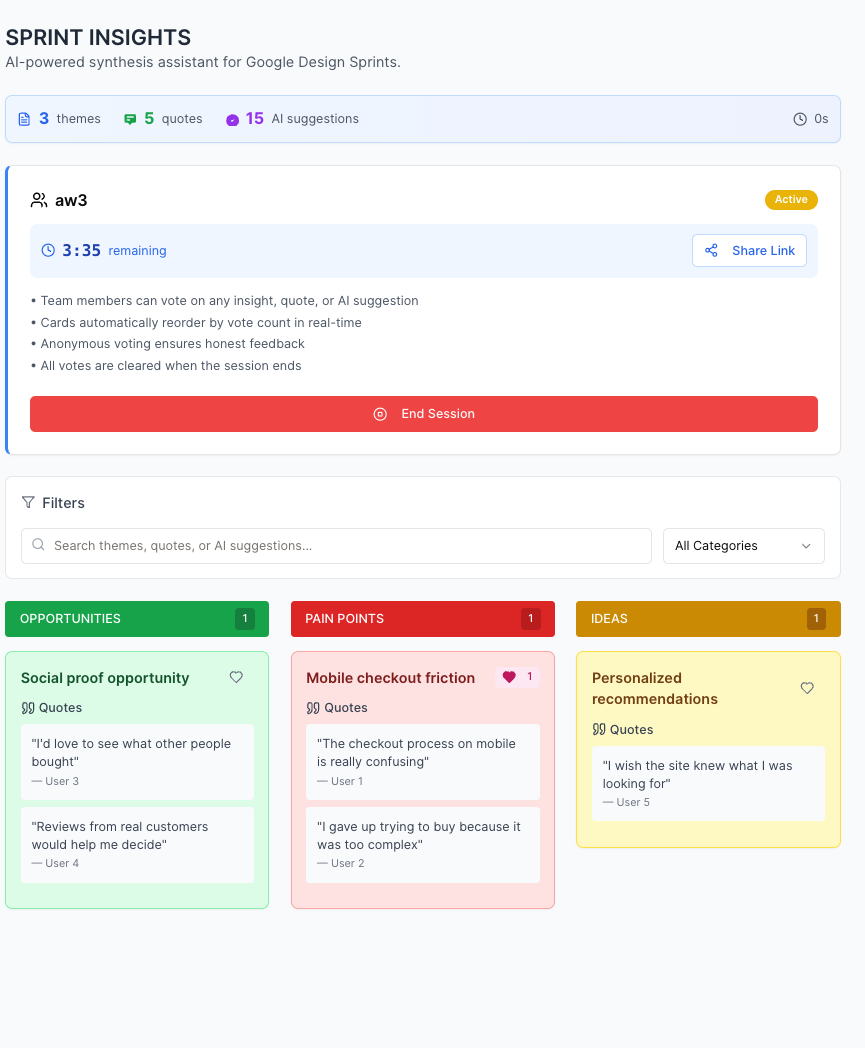 SPRINT INSIGHTS
AI-powered synthesis assistant for Google Design Sprints.
3 themes 5 quotes 15 AI suggestions 0s
aw3 Active
3:35 remaining Share Link
• Team members can vote on any insight, quote, or AI suggestion
• Cards automatically reorder by vote count in real-time
• Anonymous voting ensures honest feedback
• All votes are cleared when the session ends
End Session
Filters
Search themes, quotes, or AI suggestions... All Categories
OPPORTUNITIES 1
Social proof opportunity
Quotes
"I'd love to see what other people
bought"
— User 3
"Reviews from real customers
would help me decide"
— User 4
PAIN POINTS 1
Mobile checkout friction 1
Quotes
"The checkout process on mobile
is really confusing"
— User 1
"I gave up trying to buy because it
was too complex"
— User 2
IDEAS 1
Personalized
recommendations
Quotes
"I wish the site knew what I was
looking for"
— User 5